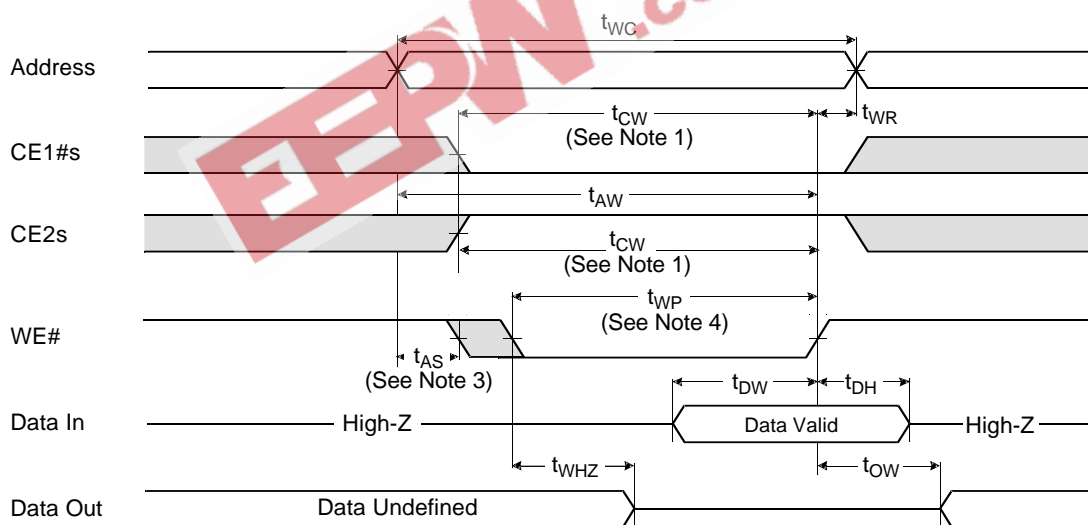 tWC
Address
tCW
(See Note 1)
tWR
CE1#s
tAW
CE2s
tCW
(See Note 1)
tWP
(See Note 4)
WE#
tAS
(See Note 3)
tDW
tDH
Data In
High-Z
Data Valid
High-Z
tWHZ
tOW
Data Out
Data Undefined
EEPW